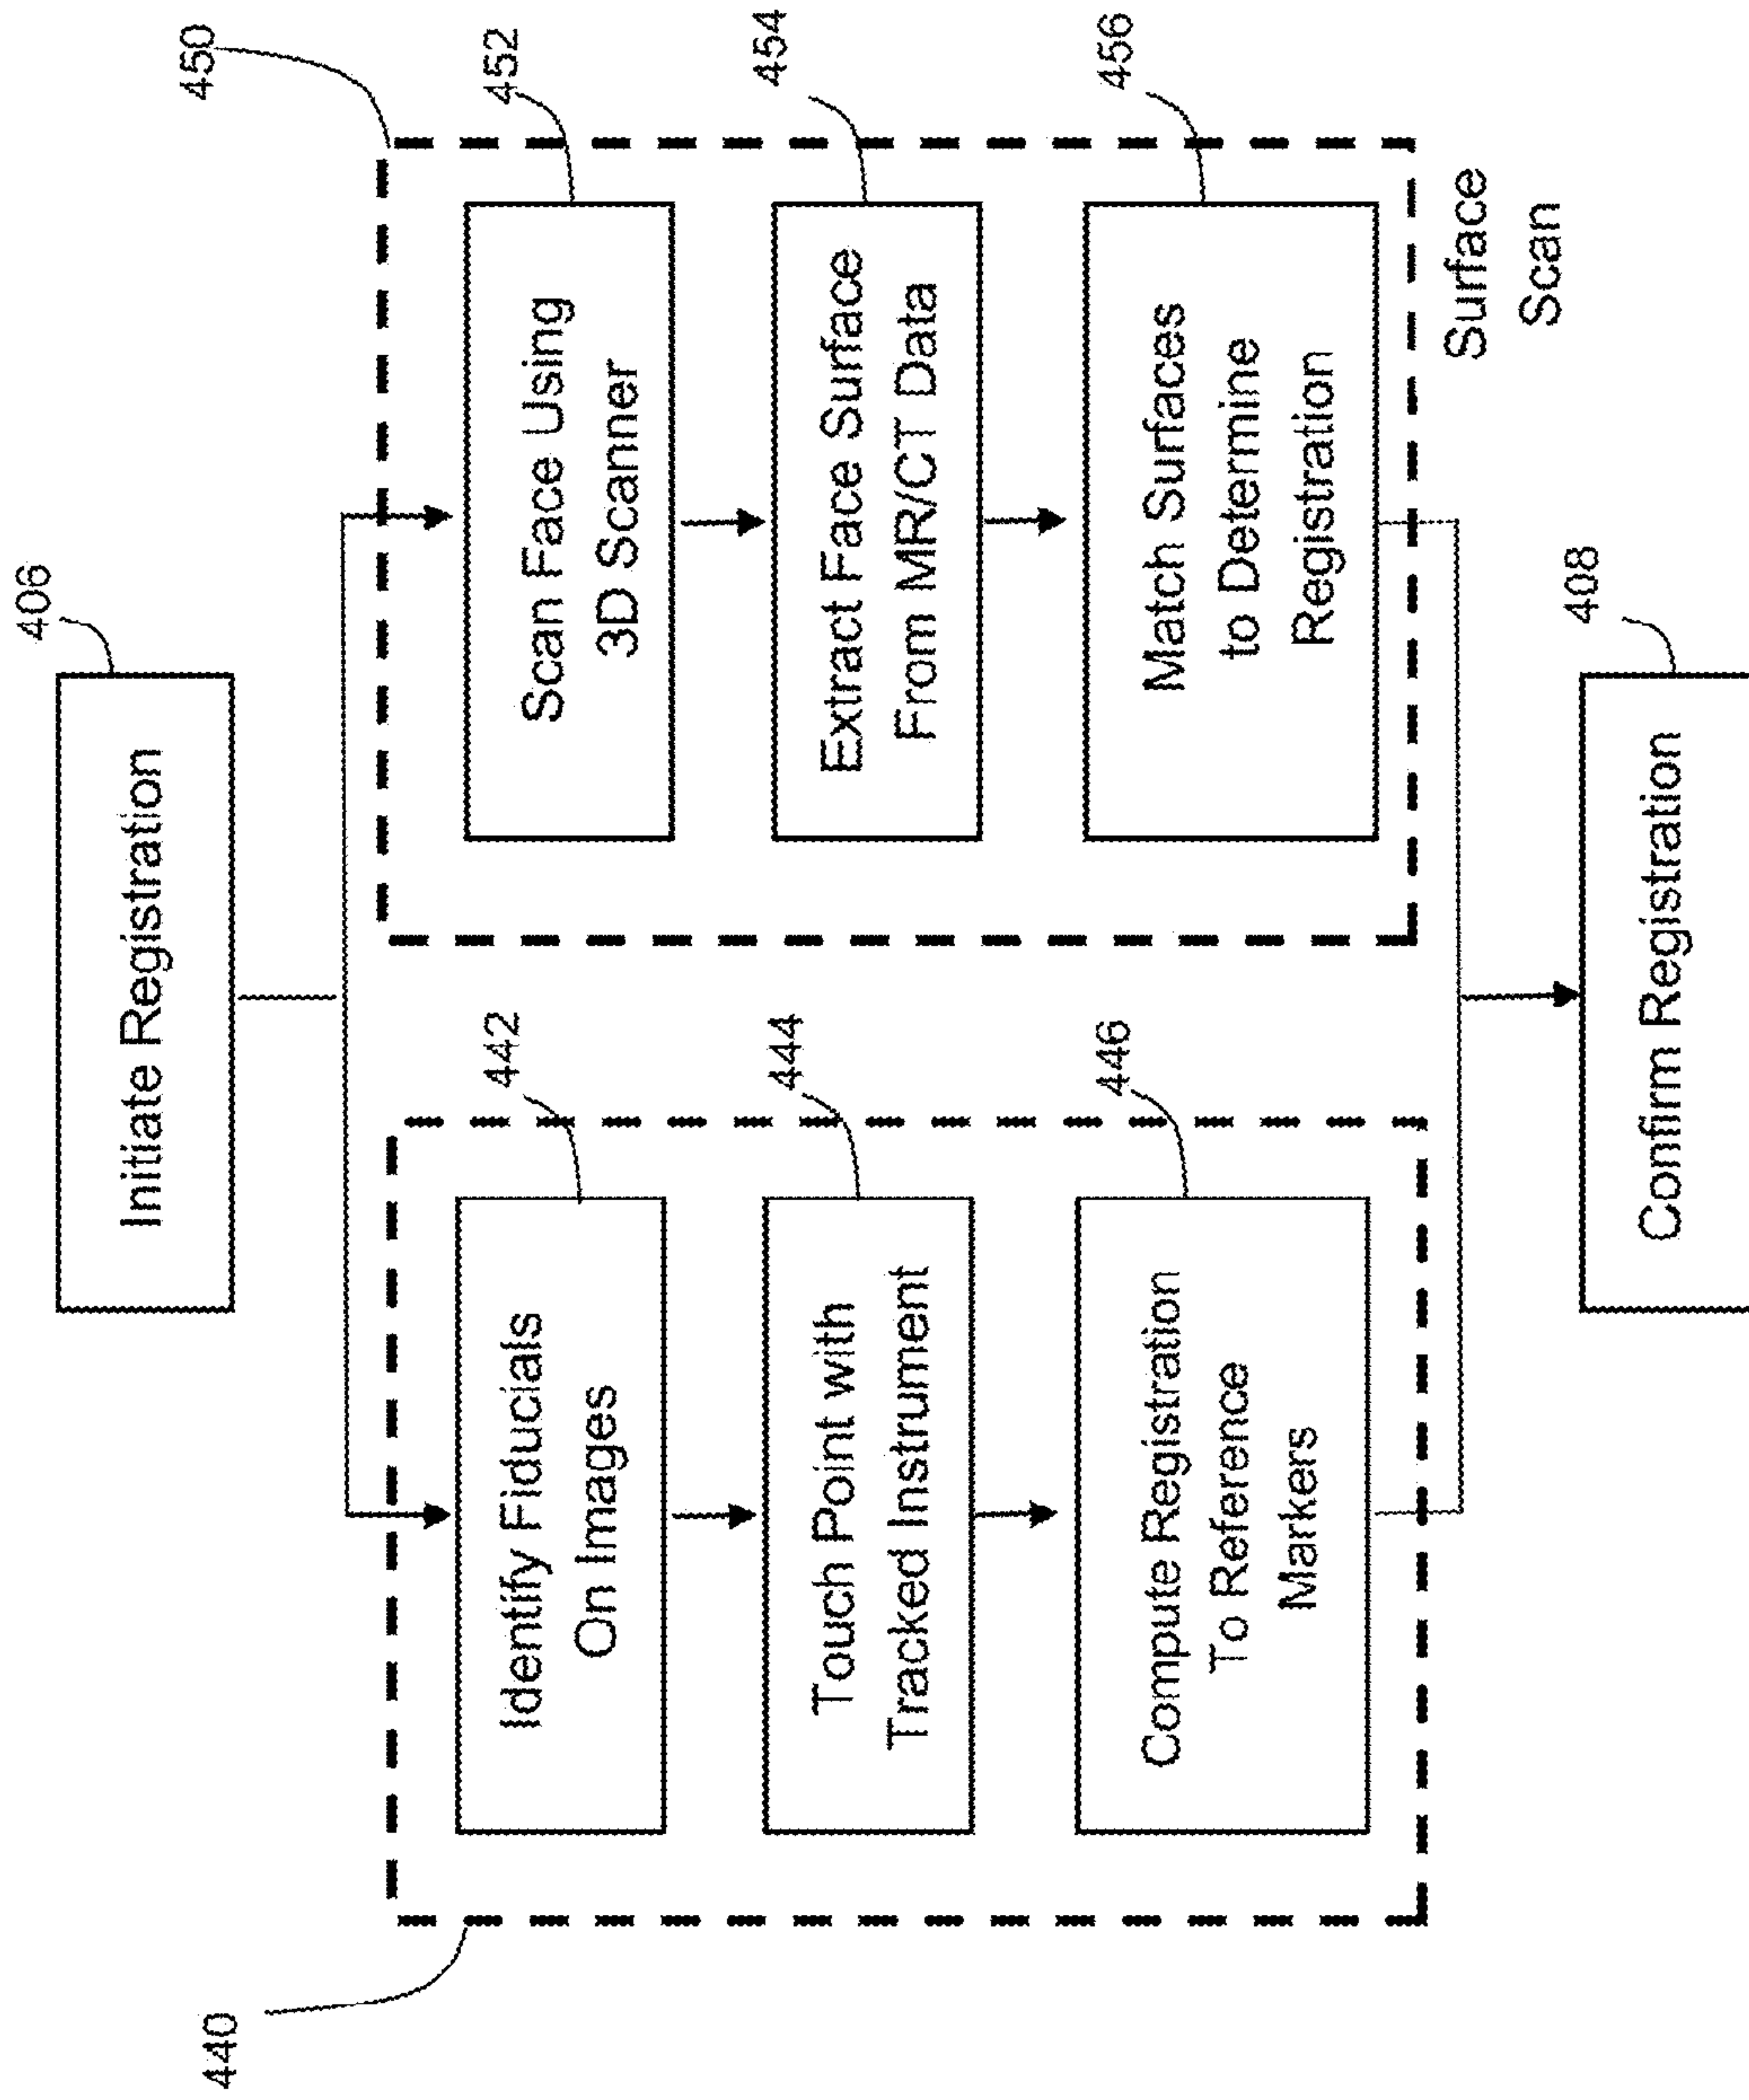 406
Initiate Registration
450
440
442
Identify Fiducials
On Images
452
Scan Face Using
3D Scanner
444
Touch Point with
Tracked Instrument
454
Extract Face Surface
From MR/CT Data
446
Compute Registration
To Reference
Markers
456
Match Surfaces
to Determine
Registration
Surface
Scan
408
Confirm Registration